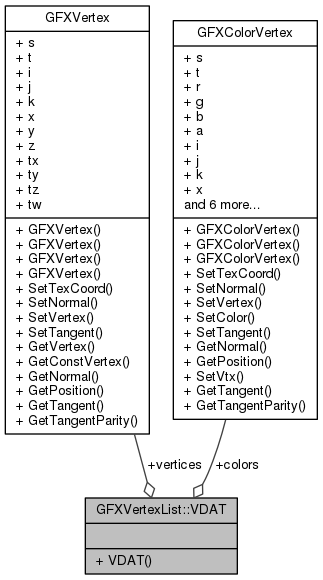 GFXVertex
+ s
+ t
+ i
+ j
+ k
+ x
+ y
+ z
+ tx
+ ty
+ tz
+ tw
+ GFXVertex()
+ GFXVertex()
+ GFXVertex()
+ GFXVertex()
+ SetTexCoord()
+ SetNormal()
+ SetVertex()
+ SetTangent()
+ GetVertex()
+ GetConstVertex()
+ GetNormal()
+ GetPosition()
+ GetTangent()
+ GetTangentParity()
GFXColorVertex
+ s
+ t
+ r
+ g
+ b
+ a
+ i
+ j
+ k
+ x
and 6 more...
+ GFXColorVertex()
+ GFXColorVertex()
+ GFXColorVertex()
+ SetTexCoord()
+ SetNormal()
+ SetVertex()
+ SetColor()
+ SetTangent()
+ GetNormal()
+ GetPosition()
+ SetVtx()
+ GetTangent()
+ GetTangentParity()
+vertices
+colors
GFXVertexList::VDAT
+ VDAT()